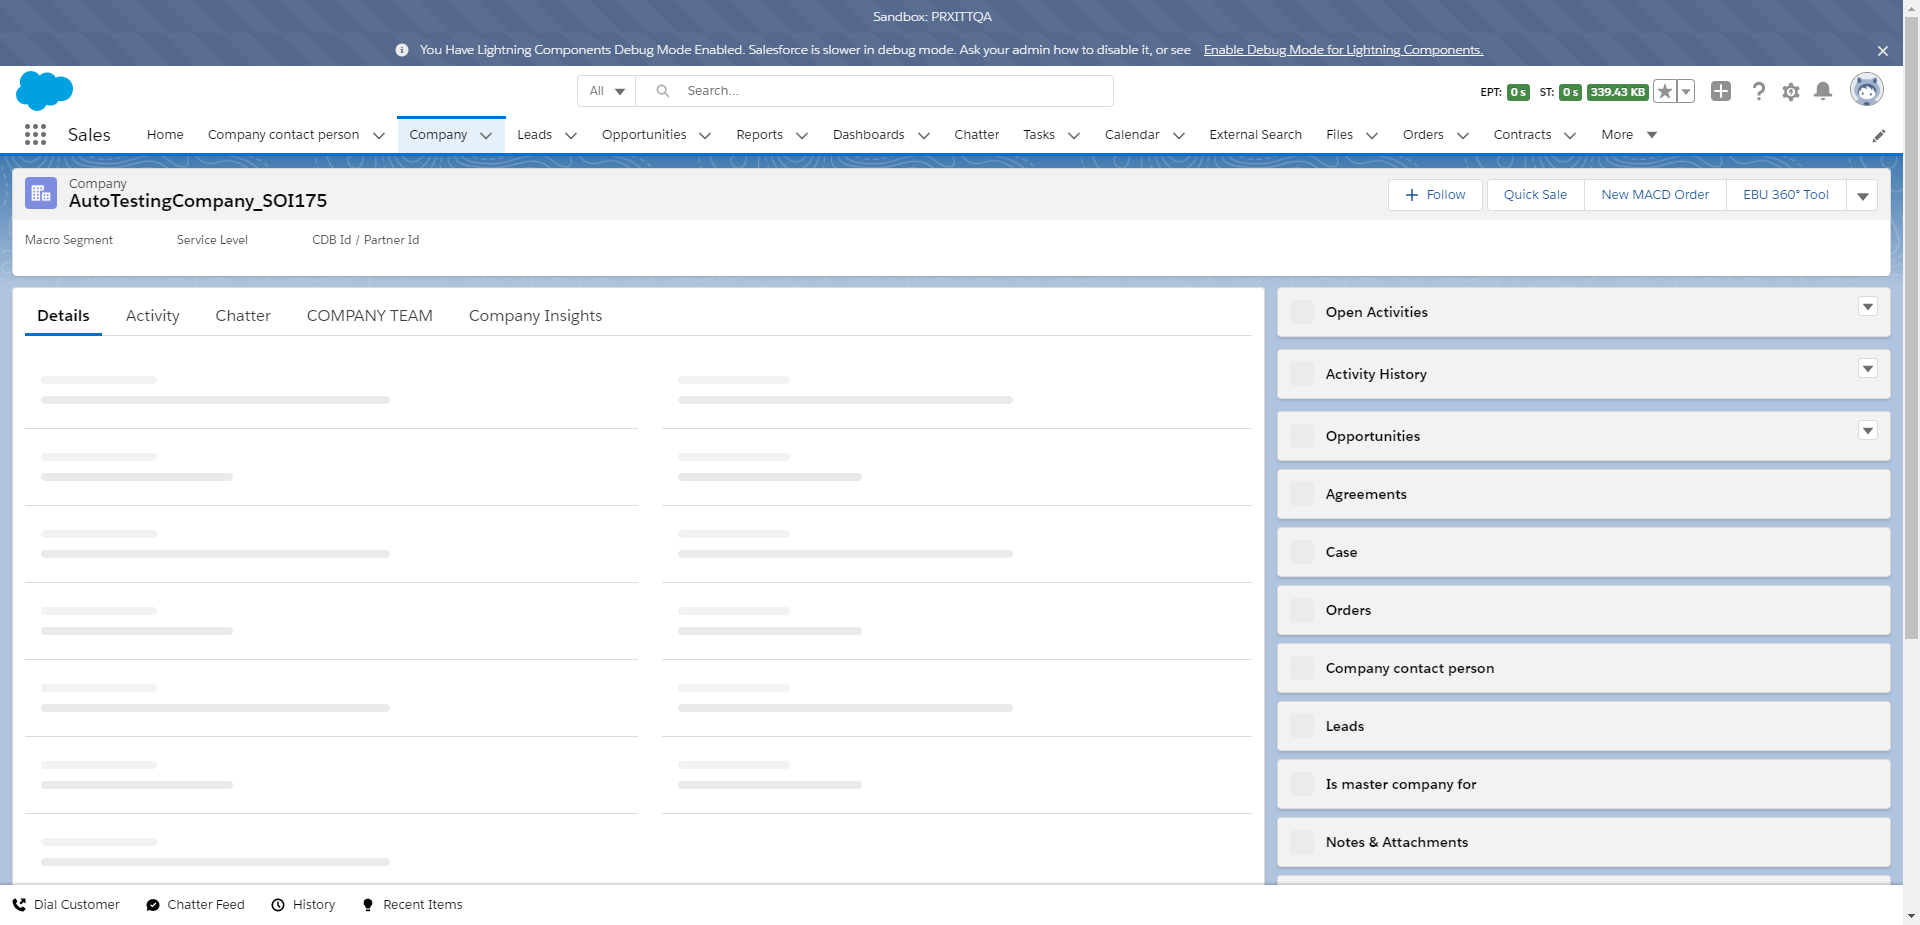 Sandbox: PRXITTQA
You Have Lightning Components Debug Mode Enabled. Salesforce is slower in debug mode. Ask your admin how to disable it, or see Enable Debug Mode for Lightning Components.
All Search...
EPT: 0 s ST: 0 s 339.43 KB
Sales Home Company contact person Company Leads Opportunities Reports Dashboards Chatter Tasks Calendar External Search Files Orders Contracts More
Company
AutoTestingCompany_SOI175
Follow Quick Sale New MACD Order EBU 360° Tool
Macro Segment Service Level CDB Id / Partner Id
Details Activity Chatter COMPANY TEAM Company Insights
Open Activities
Activity History
Opportunities
Agreements
Case
Orders
Company contact person
Leads
Is master company for
Notes & Attachments
Dial Customer Chatter Feed History Recent Items